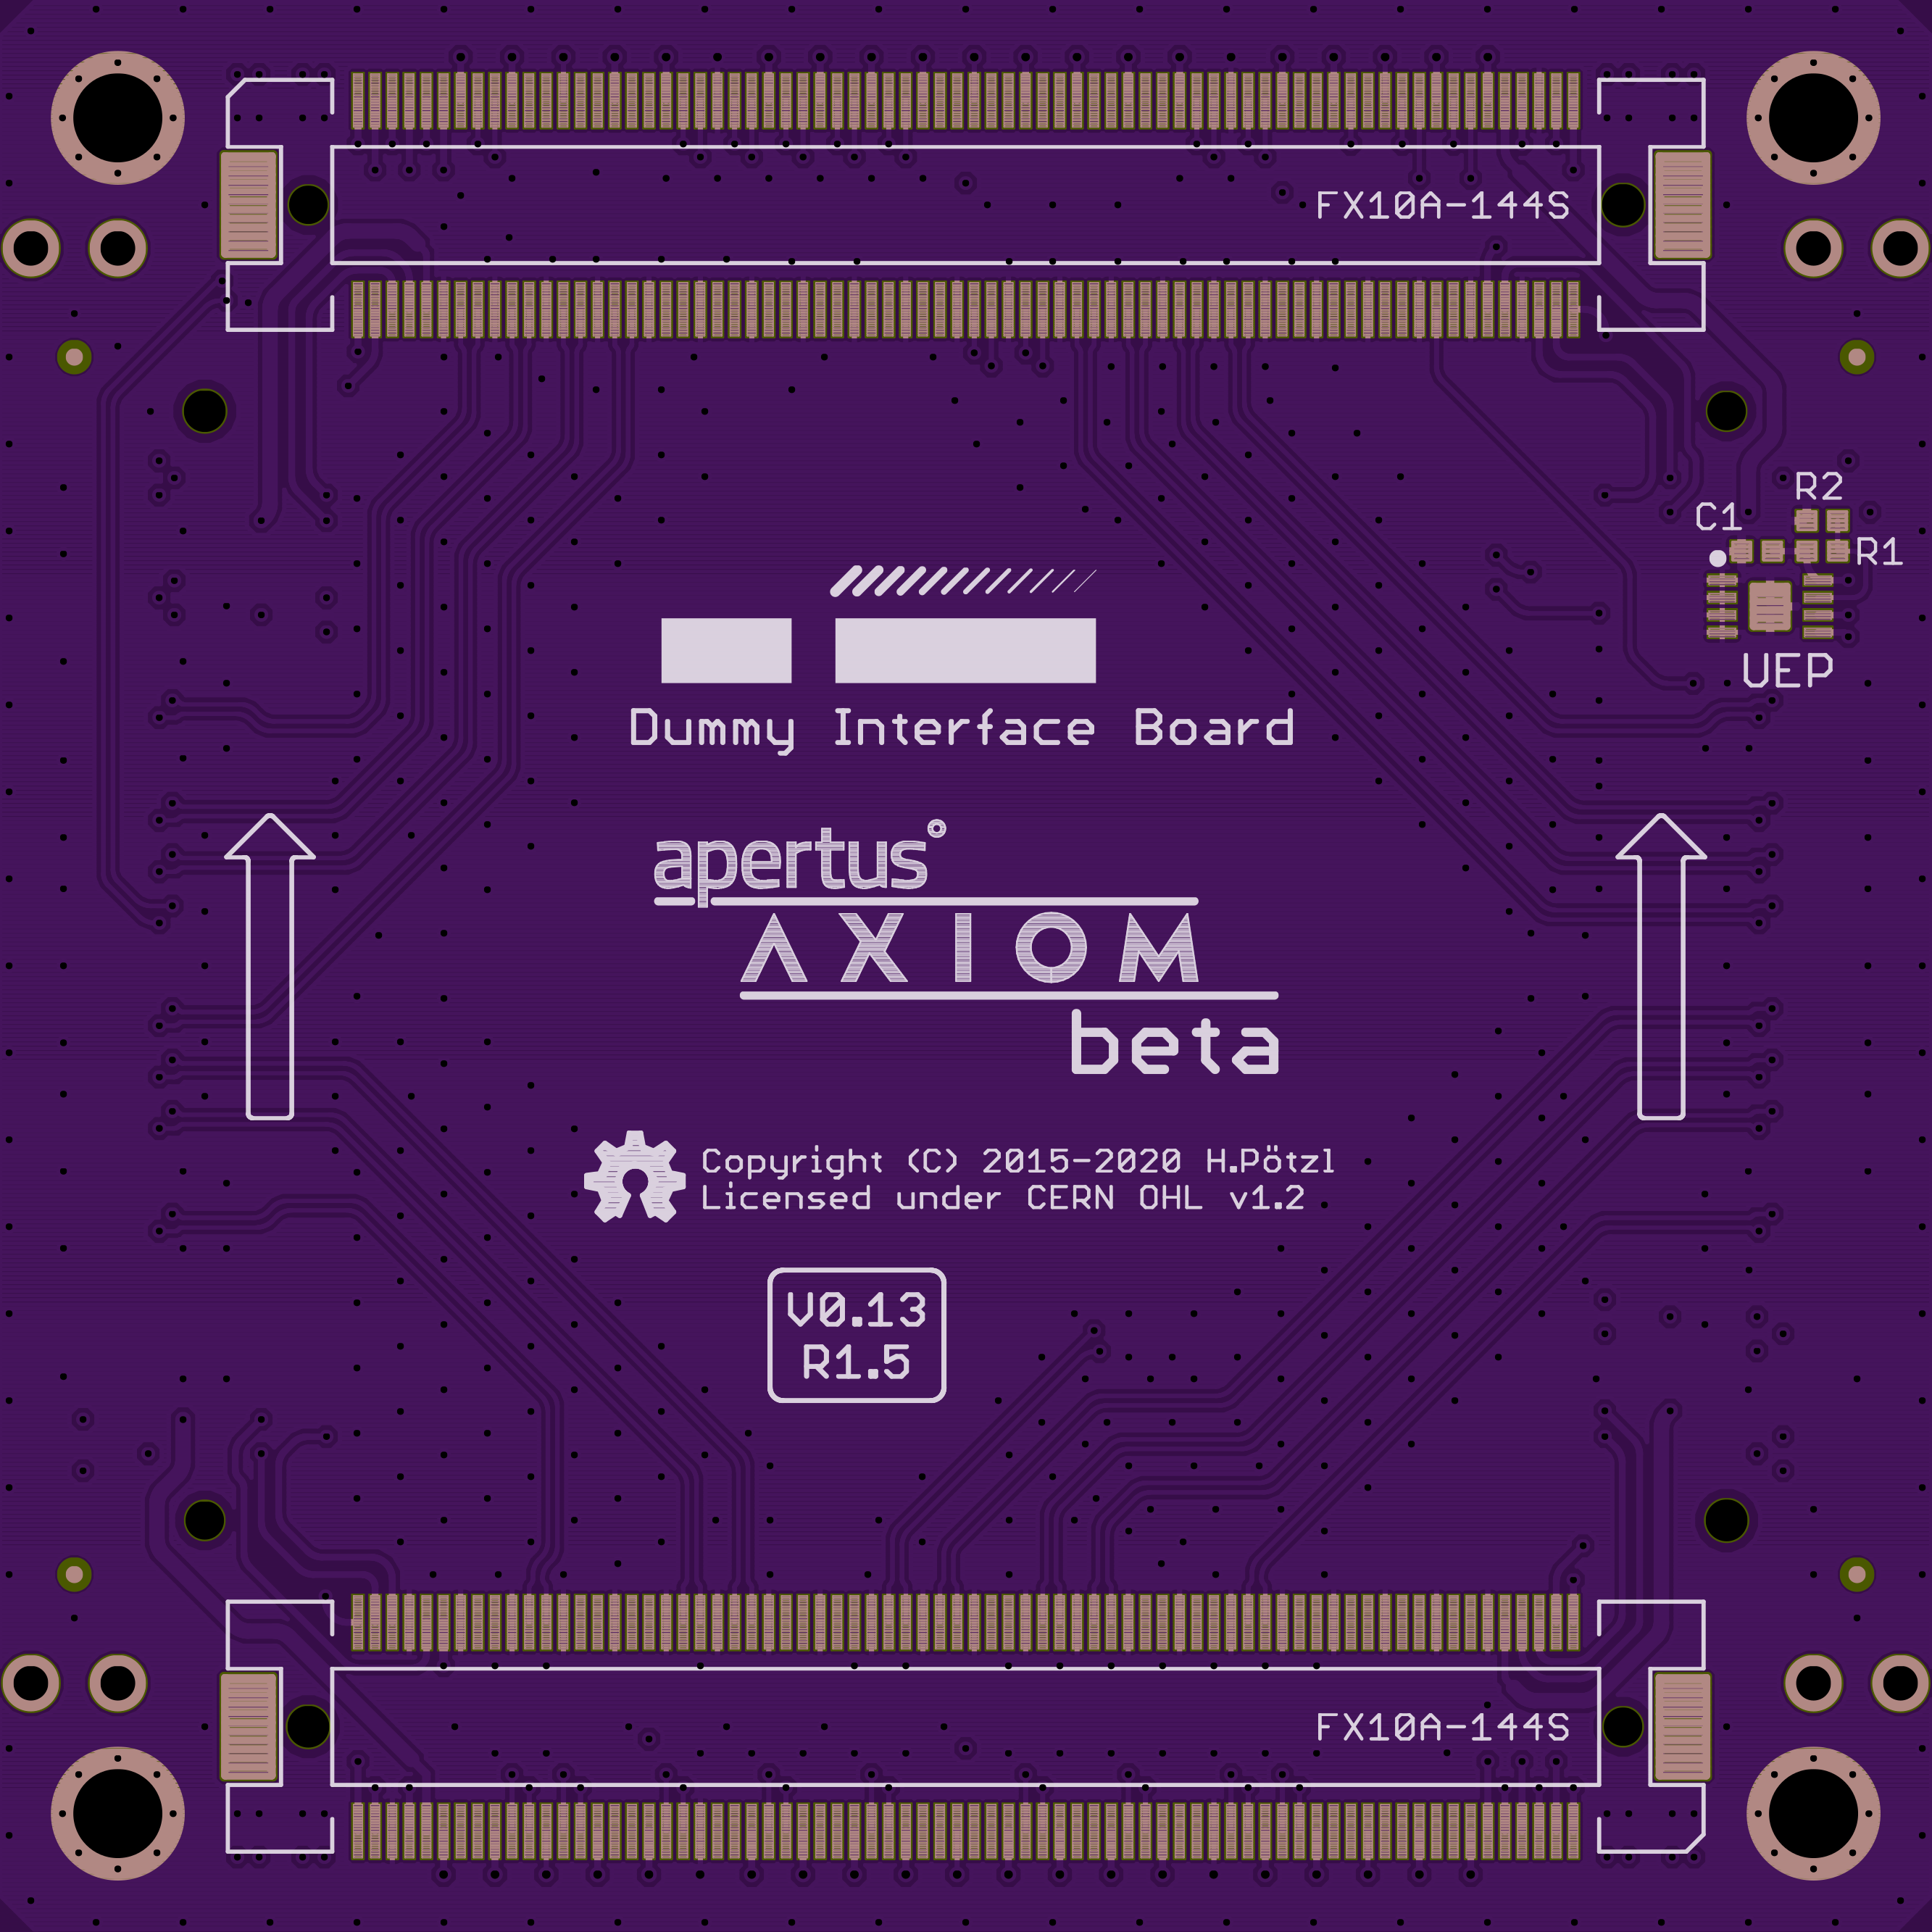 FX10A-144S
R2
C1
R1
UEP
Dummy Interface Board
apertus°
AXIOM
beta
Copyright (C) 2015-2020 H.Pötzl
Licensed under CERN OHL v1.2
V0.13
R1.5
FX10A-144S